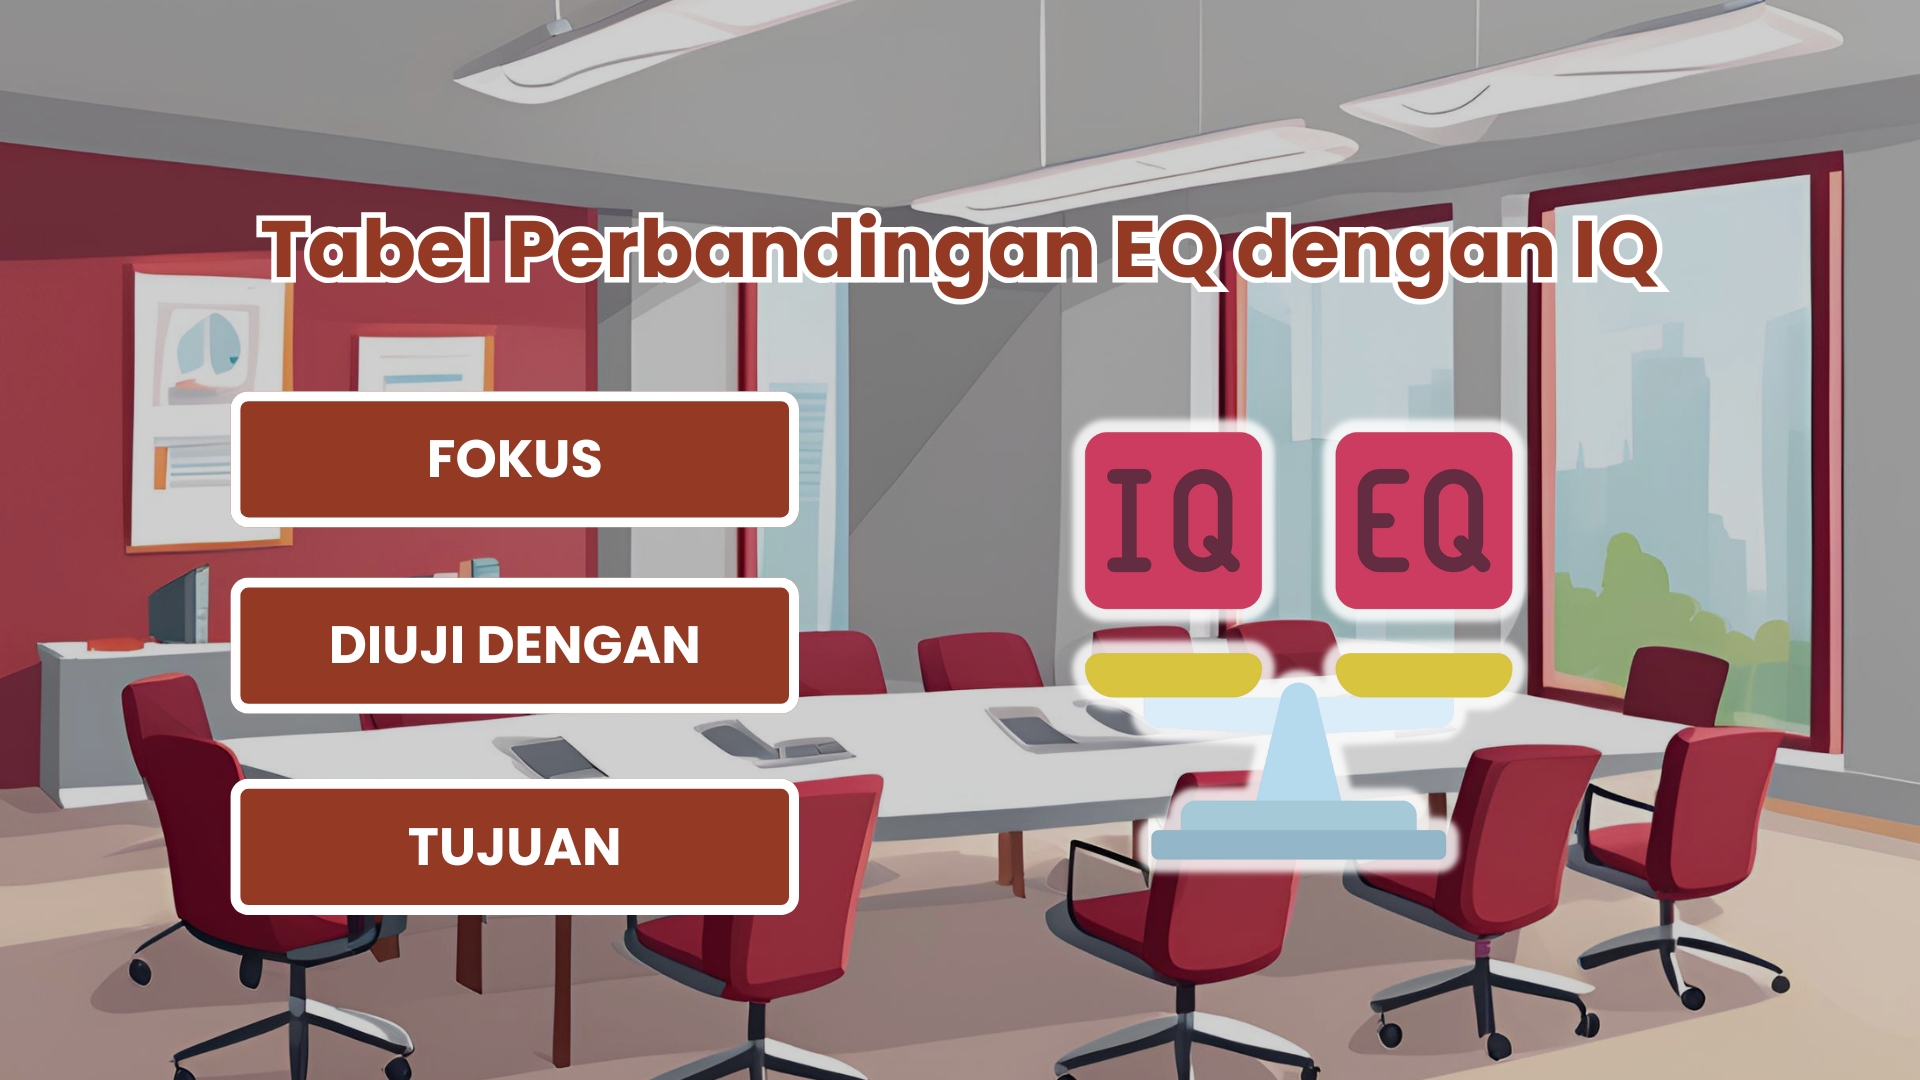 Tabel Perbandingan EQ dengan IQ
FOKUS
DIUJI DENGAN
TUJUAN
IQ
EQ